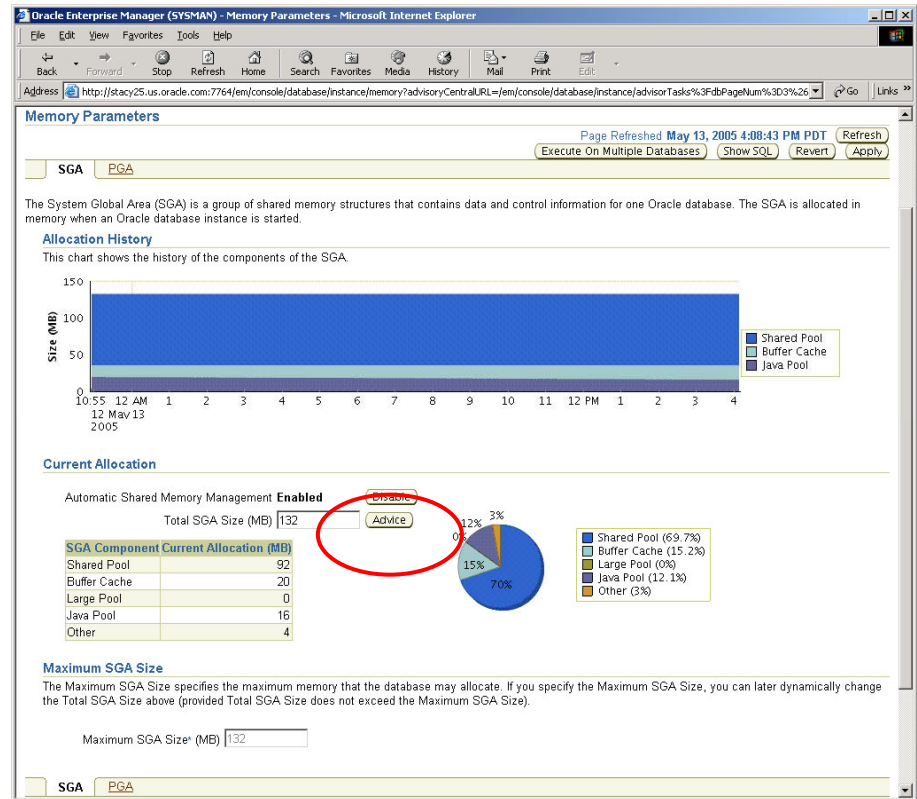 Oracle Enterprise Manager (SYSMAN) - Memory Parameters - Microsoft Internet Explorer
File Edit View Favorites Tools Help
Back Forward Stop Refresh Home Search Favorites Media History Mail Print Edit
Address http://stacy25.us.oracle.com:7764/em/console/database/instance/memory?advisoryCentralURL=/em/console/database/instance/advisorTasks%3FdbPageNum%3D3%26 Go Links »
Memory Parameters
Page Refreshed May 13, 2005 4:08:43 PM PDT Refresh
Execute On Multiple Databases Show SQL Revert Apply
SGA PGA
The System Global Area (SGA) is a group of shared memory structures that contains data and control information for one Oracle database. The SGA is allocated in
memory when an Oracle database instance is started.
Allocation History
This chart shows the history of the components of the SGA.
Size (MB)
150
100
50
0
10:55 12 AM 1 2 3 4 5 6 7 8 9 10 11 12 PM 1 2 3 4
12 May 13
2005
Shared Pool
Buffer Cache
Java Pool
Current Allocation
Automatic Shared Memory Management Enabled Disable
Total SGA Size (MB) 132 Advice
SGA Component Current Allocation (MB)
Shared Pool 92
Buffer Cache 20
Large Pool 0
Java Pool 16
Other 4
3%
12%
0%
15%
70%
Shared Pool (69.7%)
Buffer Cache (15.2%)
Large Pool (0%)
Java Pool (12.1%)
Other (3%)
Maximum SGA Size
The Maximum SGA Size specifies the maximum memory that the database may allocate. If you specify the Maximum SGA Size, you can later dynamically change
the Total SGA Size above (provided Total SGA Size does not exceed the Maximum SGA Size).
Maximum SGA Size* (MB) 132
SGA PGA